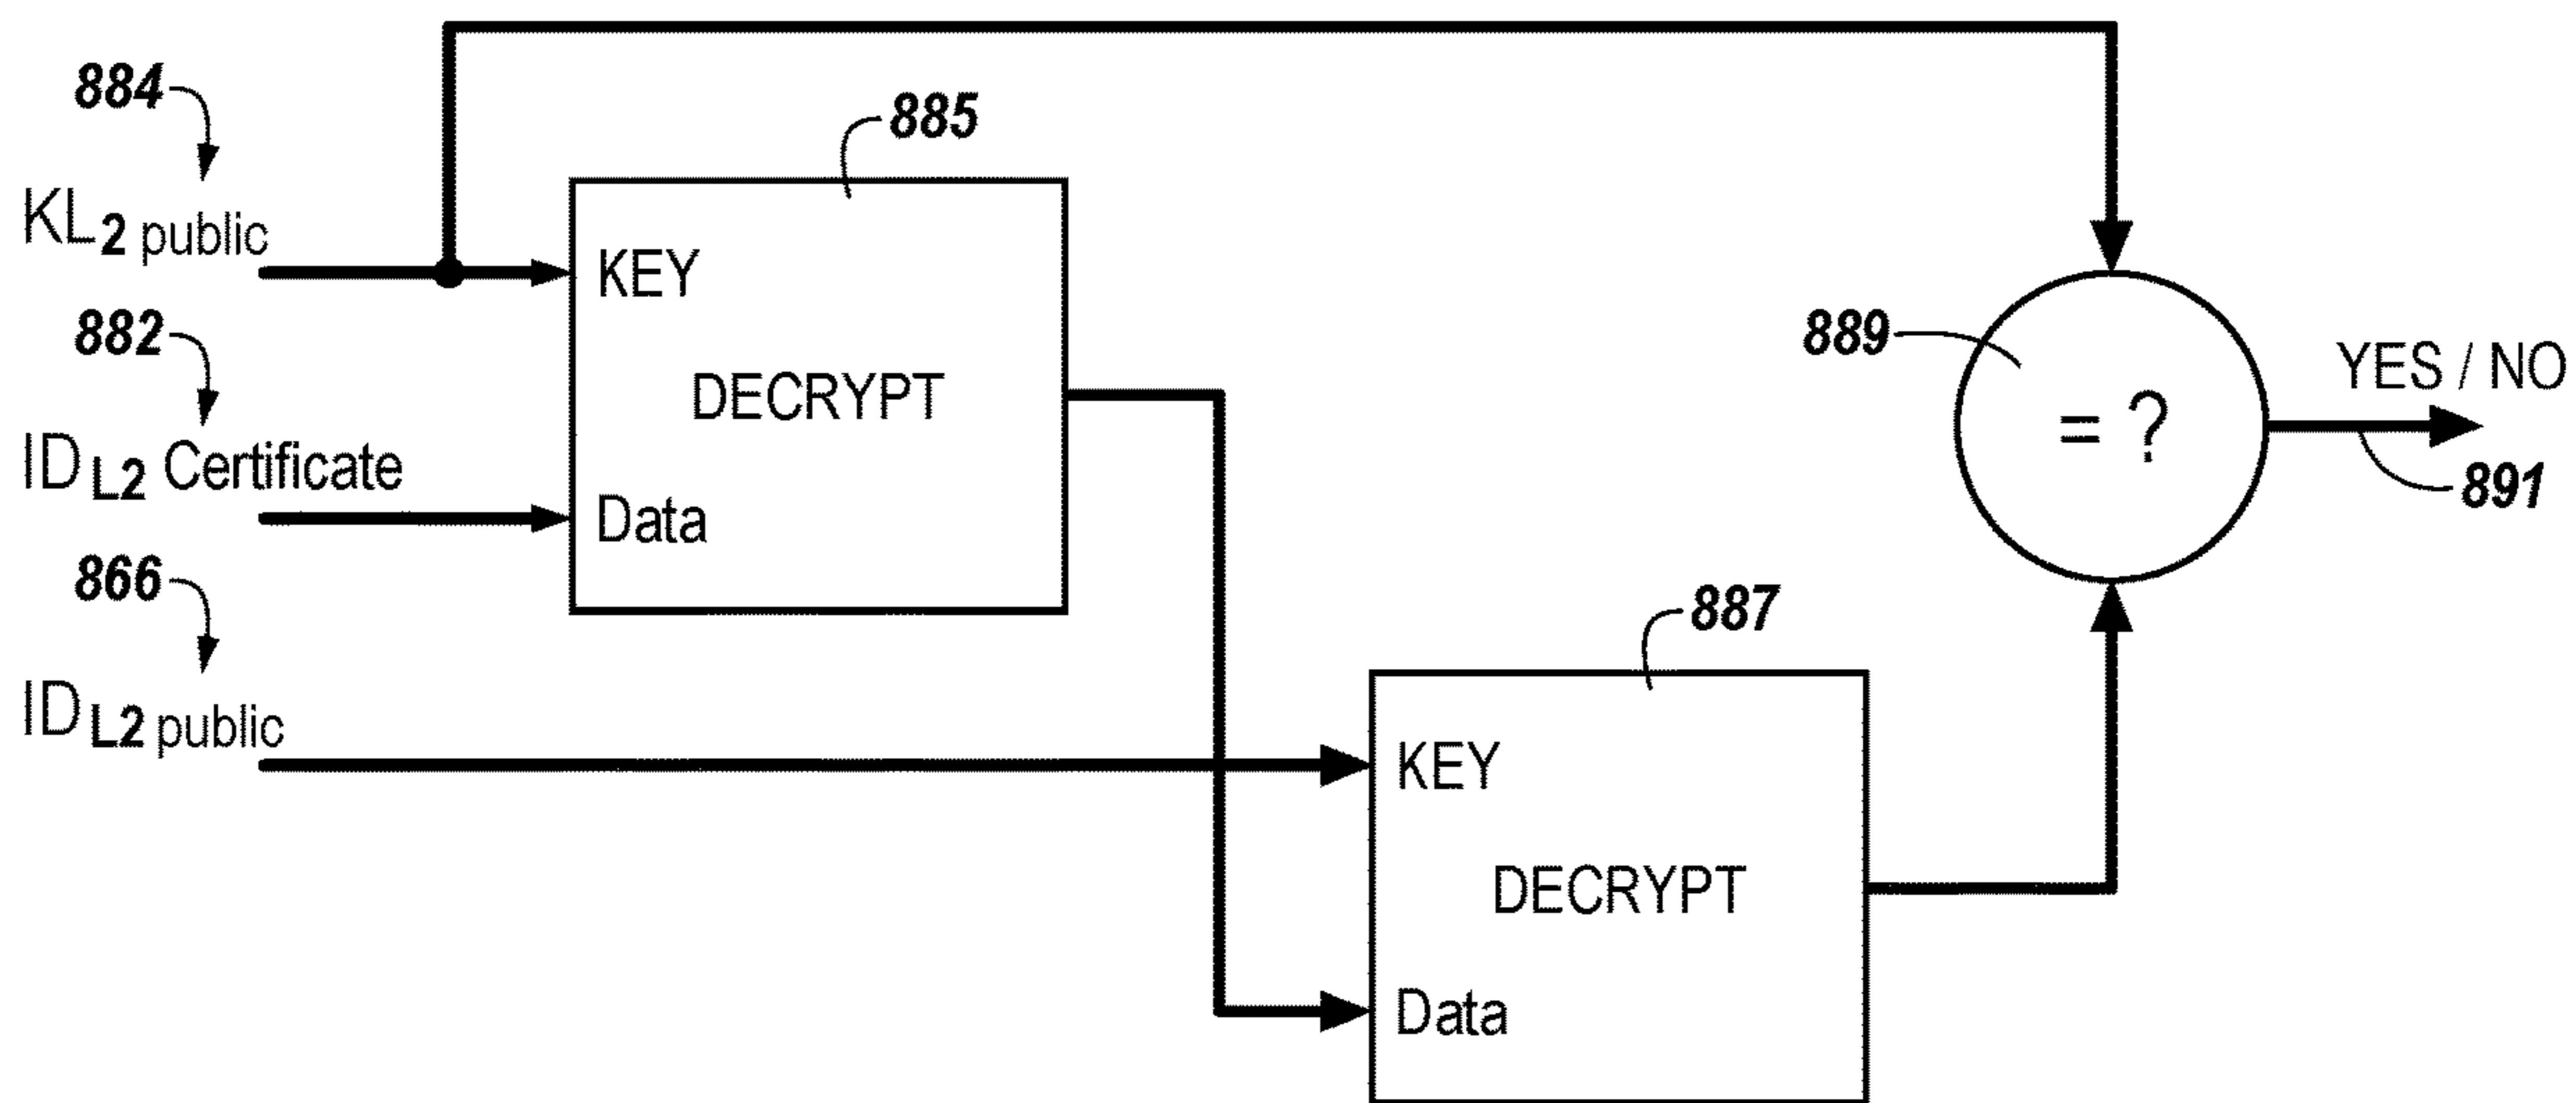 884
KL2 public
882
ID L2 Certificate
866
ID L2 public
885
KEY
DECRYPT
Data
887
KEY
DECRYPT
Data
889
= ?
YES / NO
891